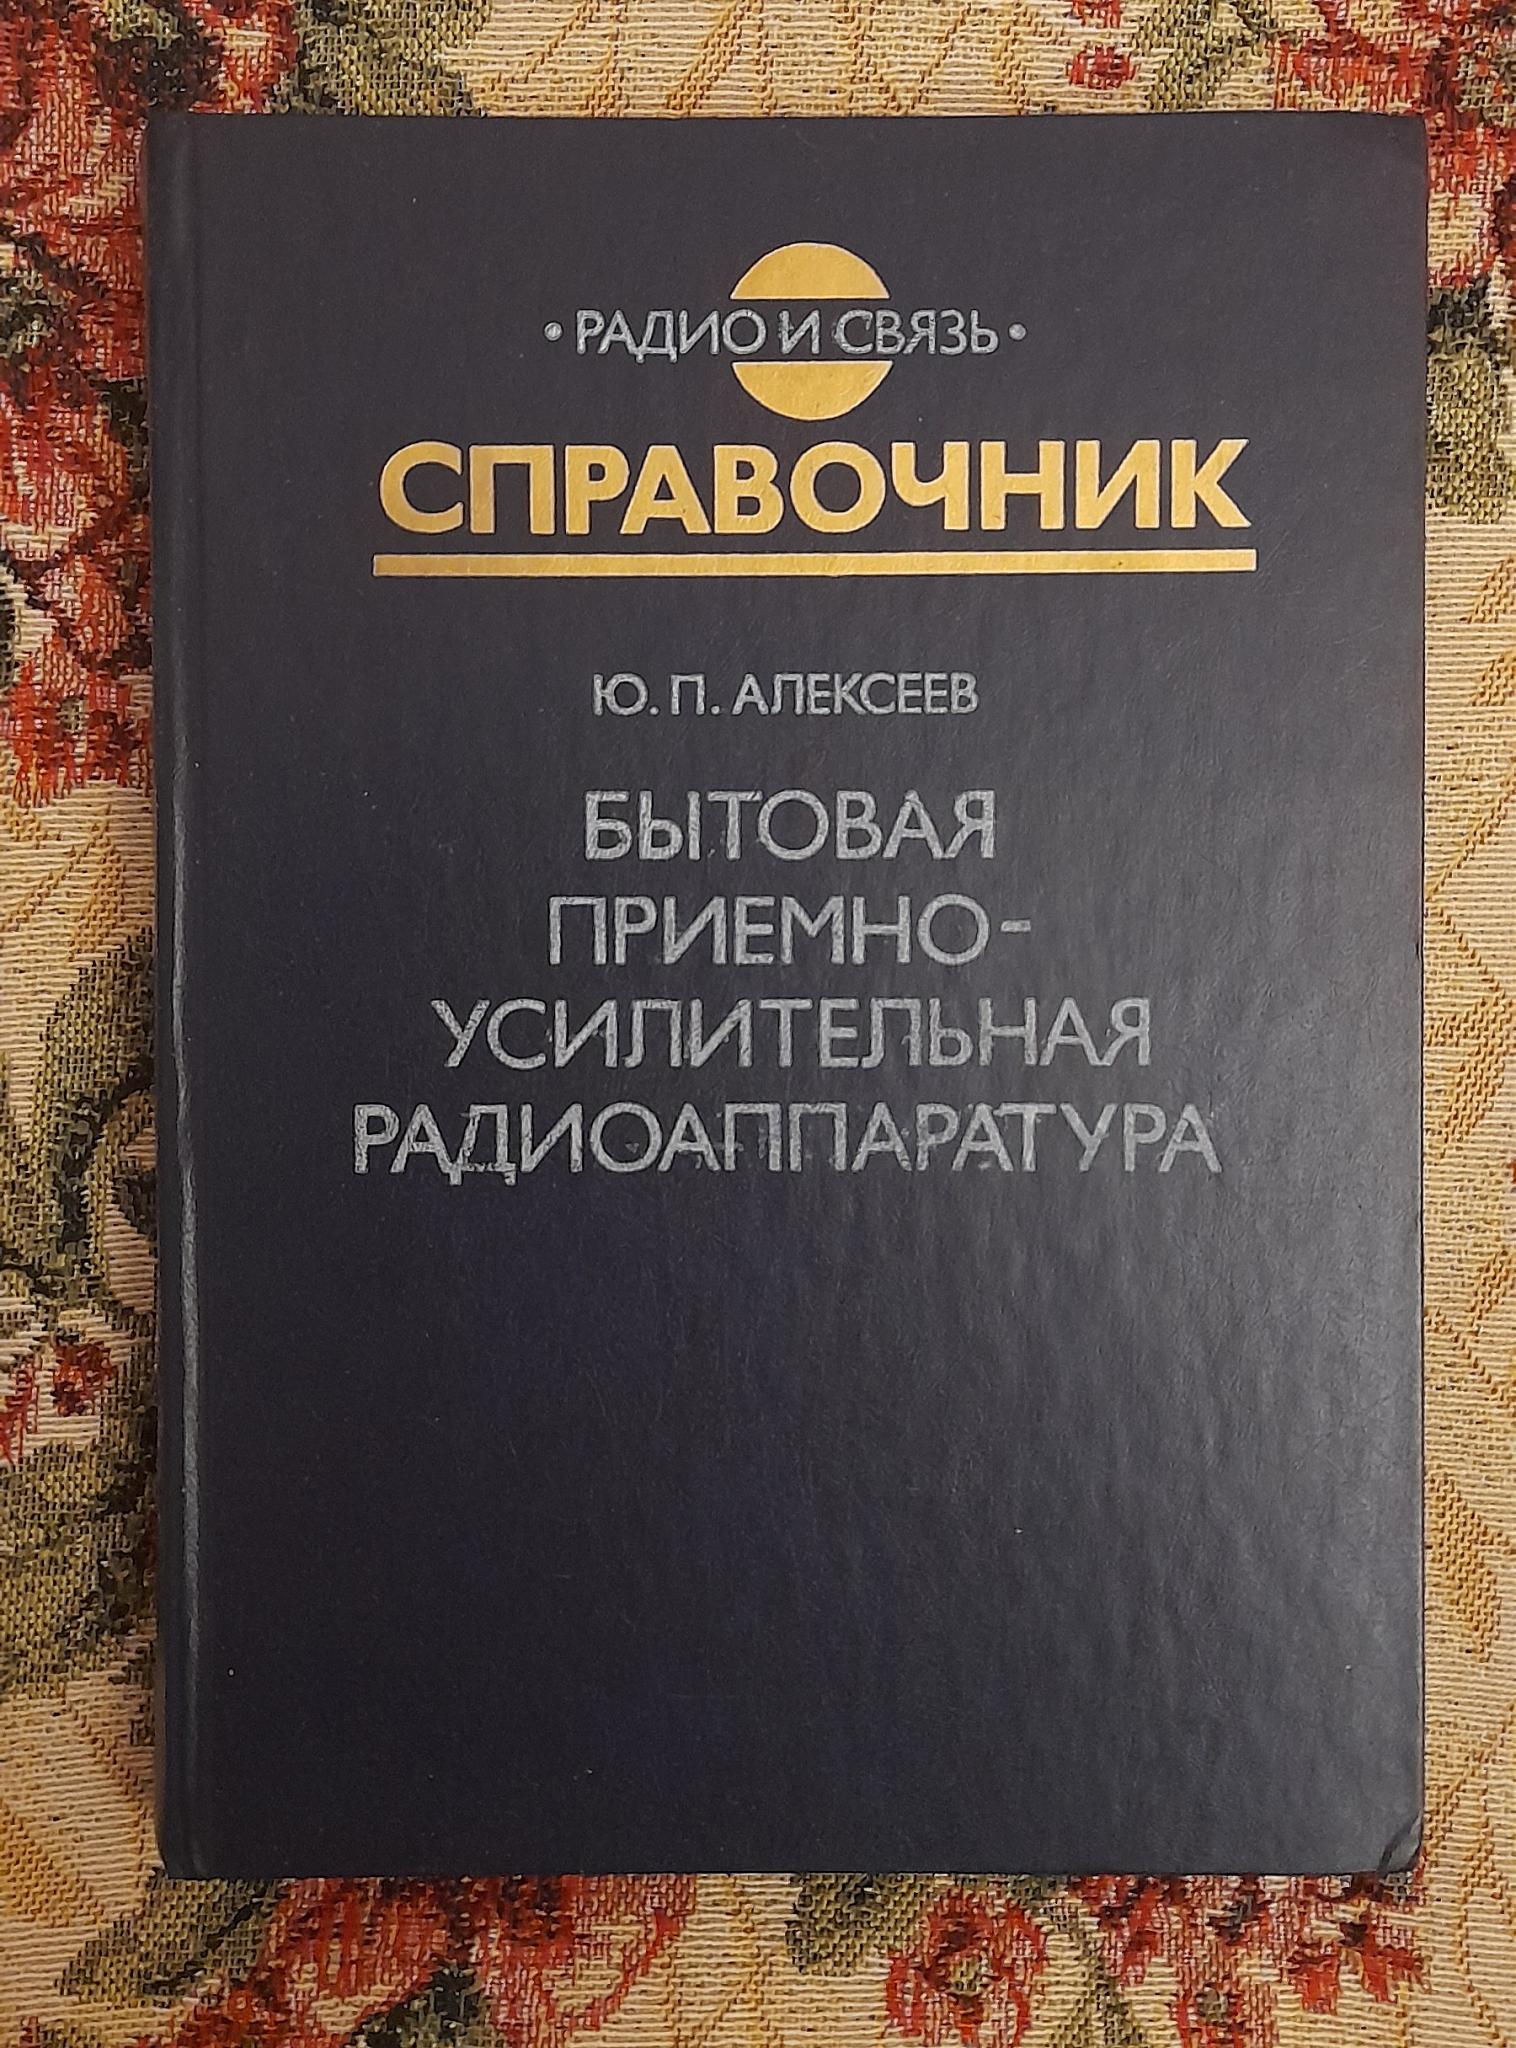 • РАДИО И СВЯЗЬ •
СПРАВОЧНИК
Ю. П. АЛЕКСЕЕВ
БЫТОВАЯ
ПРИЕМНО-
УСИЛИТЕЛЬНАЯ
РАДИОАППАРАТУРА